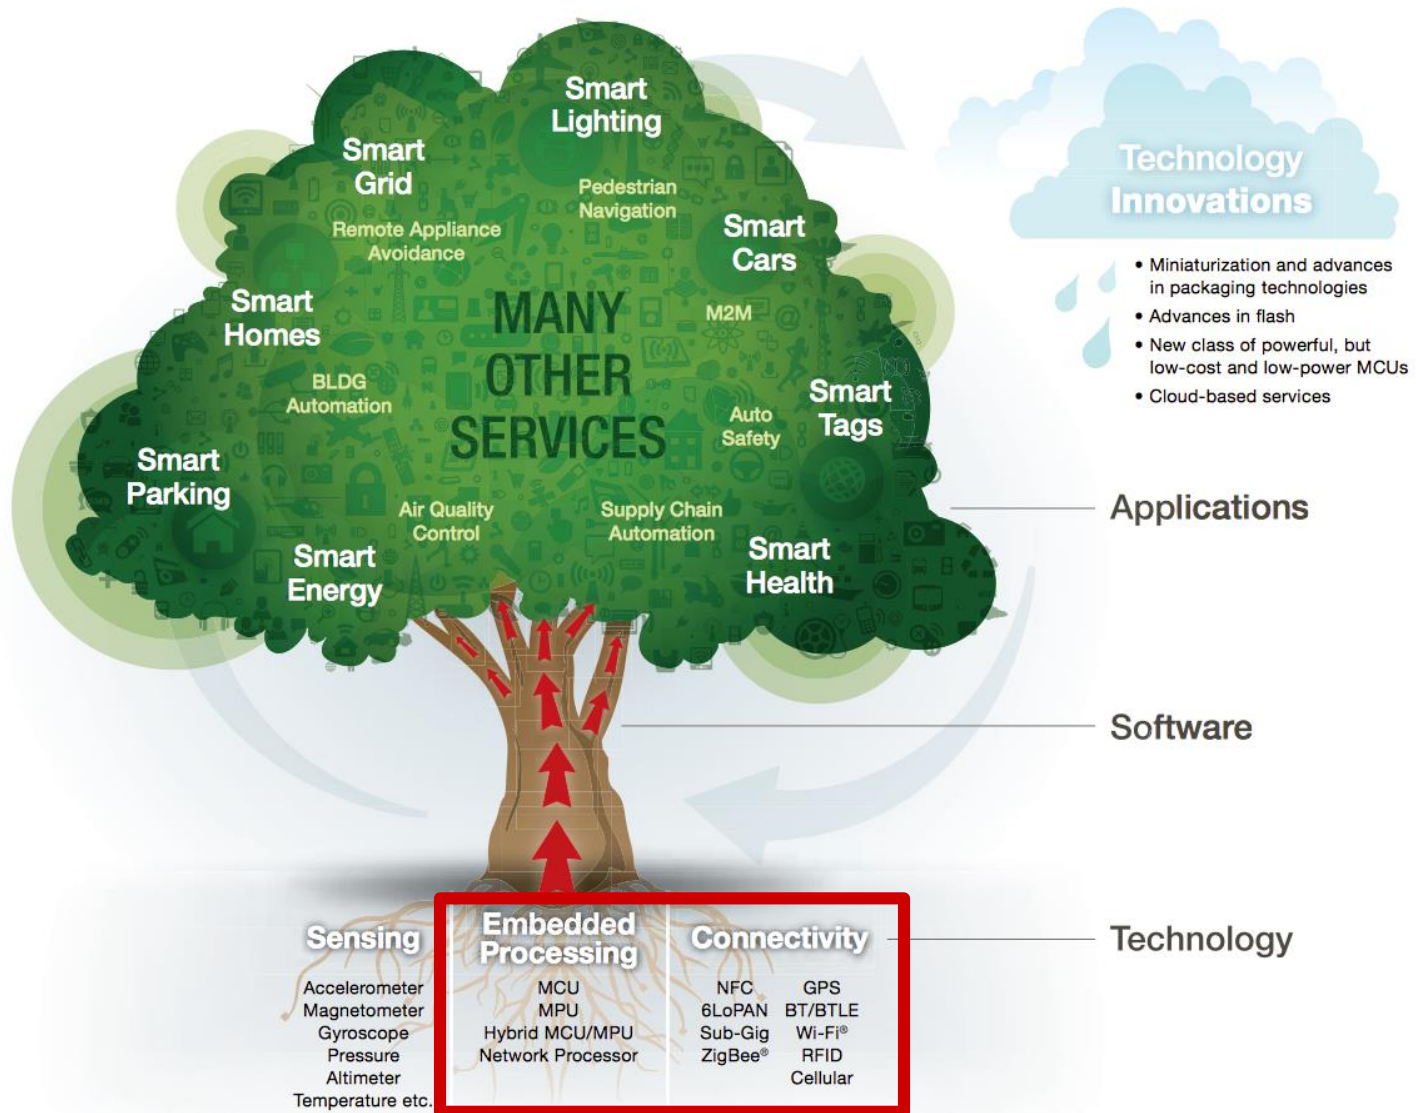 Smart
Lighting
Smart
Grid
Pedestrian
Navigation
Remote Appliance
Avoidance
Smart
Cars
Smart
Homes
MANY
OTHER
SERVICES
M2M
BLDG
Automation
Smart
Tags
Auto
Safety
Smart
Parking
Air Quality
Control
Supply Chain
Automation
Smart
Energy
Smart
Health
Technology
Innovations
• Miniaturization and advances
in packaging technologies
• Advances in flash
• New class of powerful, but
low-cost and low-power MCUs
• Cloud-based services
Applications
Software
Technology
Sensing
Accelerometer
Magnetometer
Gyroscope
Pressure
Altimeter
Temperature etc.
Embedded
Processing
MCU
MPU
Hybrid MCU/MPU
Network Processor
Connectivity
NFC GPS
6LoPAN BT/BTLE
Sub-Gig Wi-Fi®
ZigBee® RFID
Cellular